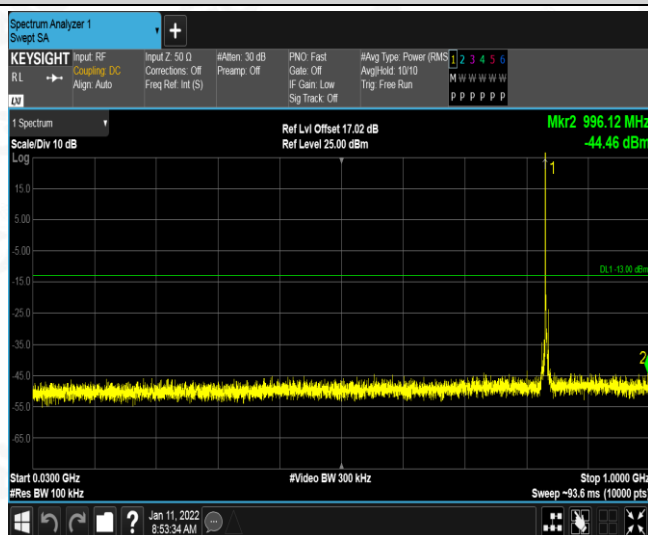 Spectrum Analyzer 1
Swept SA
+
KEYSIGHT
RL
Input: RF
Coupling: DC
Align: Auto
Input Z: 50 Ω
Corrections: Off
Freq Ref: Int (S)
#Atten: 30 dB
Preamp: Off
PNO: Fast
Gate: Off
IF Gain: Low
Sig Track: Off
#Avg Type: Power (RMS
Avg|Hold: 10/10
Trig: Free Run
1 2 3 4 5 6
M W W W W W
P P P P P P
LXI
1 Spectrum
Scale/Div 10 dB
Ref Lvl Offset 17.02 dB
Ref Level 25.00 dBm
Mkr2 996.12 MHz
-44.46 dBm
Log
1
15.0
5.00
-5.00
DL1 -13.00 dBm
-15.0
-25.0
-35.0
2
-45.0
-55.0
-65.0
Start 0.0300 GHz
#Res BW 100 kHz
#Video BW 300 kHz
Stop 1.0000 GHz
Sweep ~93.6 ms (10000 pts)
?
Jan 11, 2022
8:53:34 AM